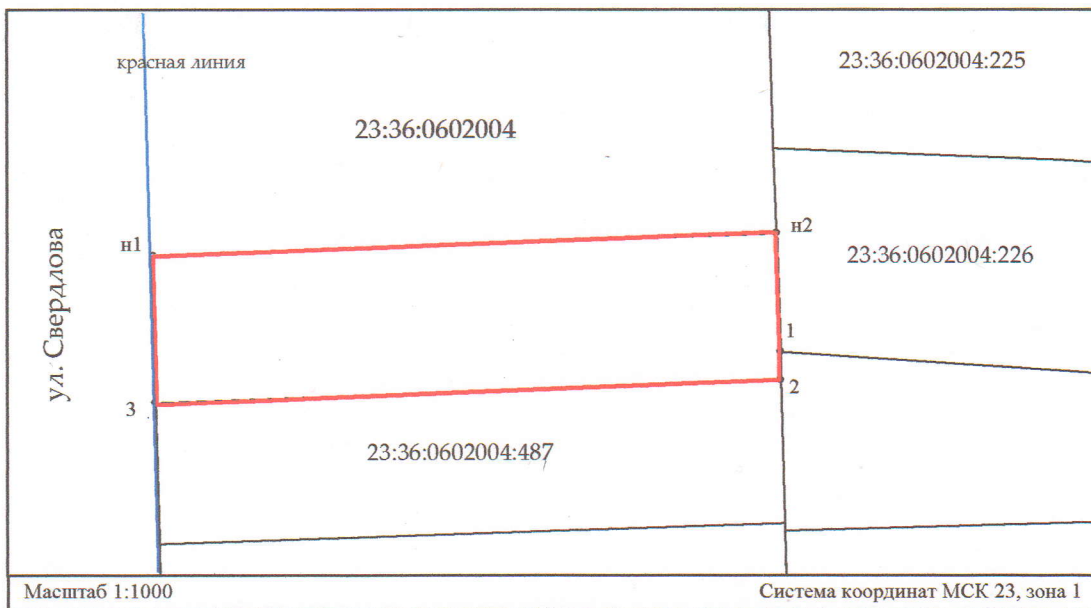 красная линия
23:36:0602004:225
23:36:0602004
ул. Свердлова
н1
н2
23:36:0602004:226
1
2
3
23:36:0602004:487
Масштаб 1:1000
Система координат МСК 23, зона 1